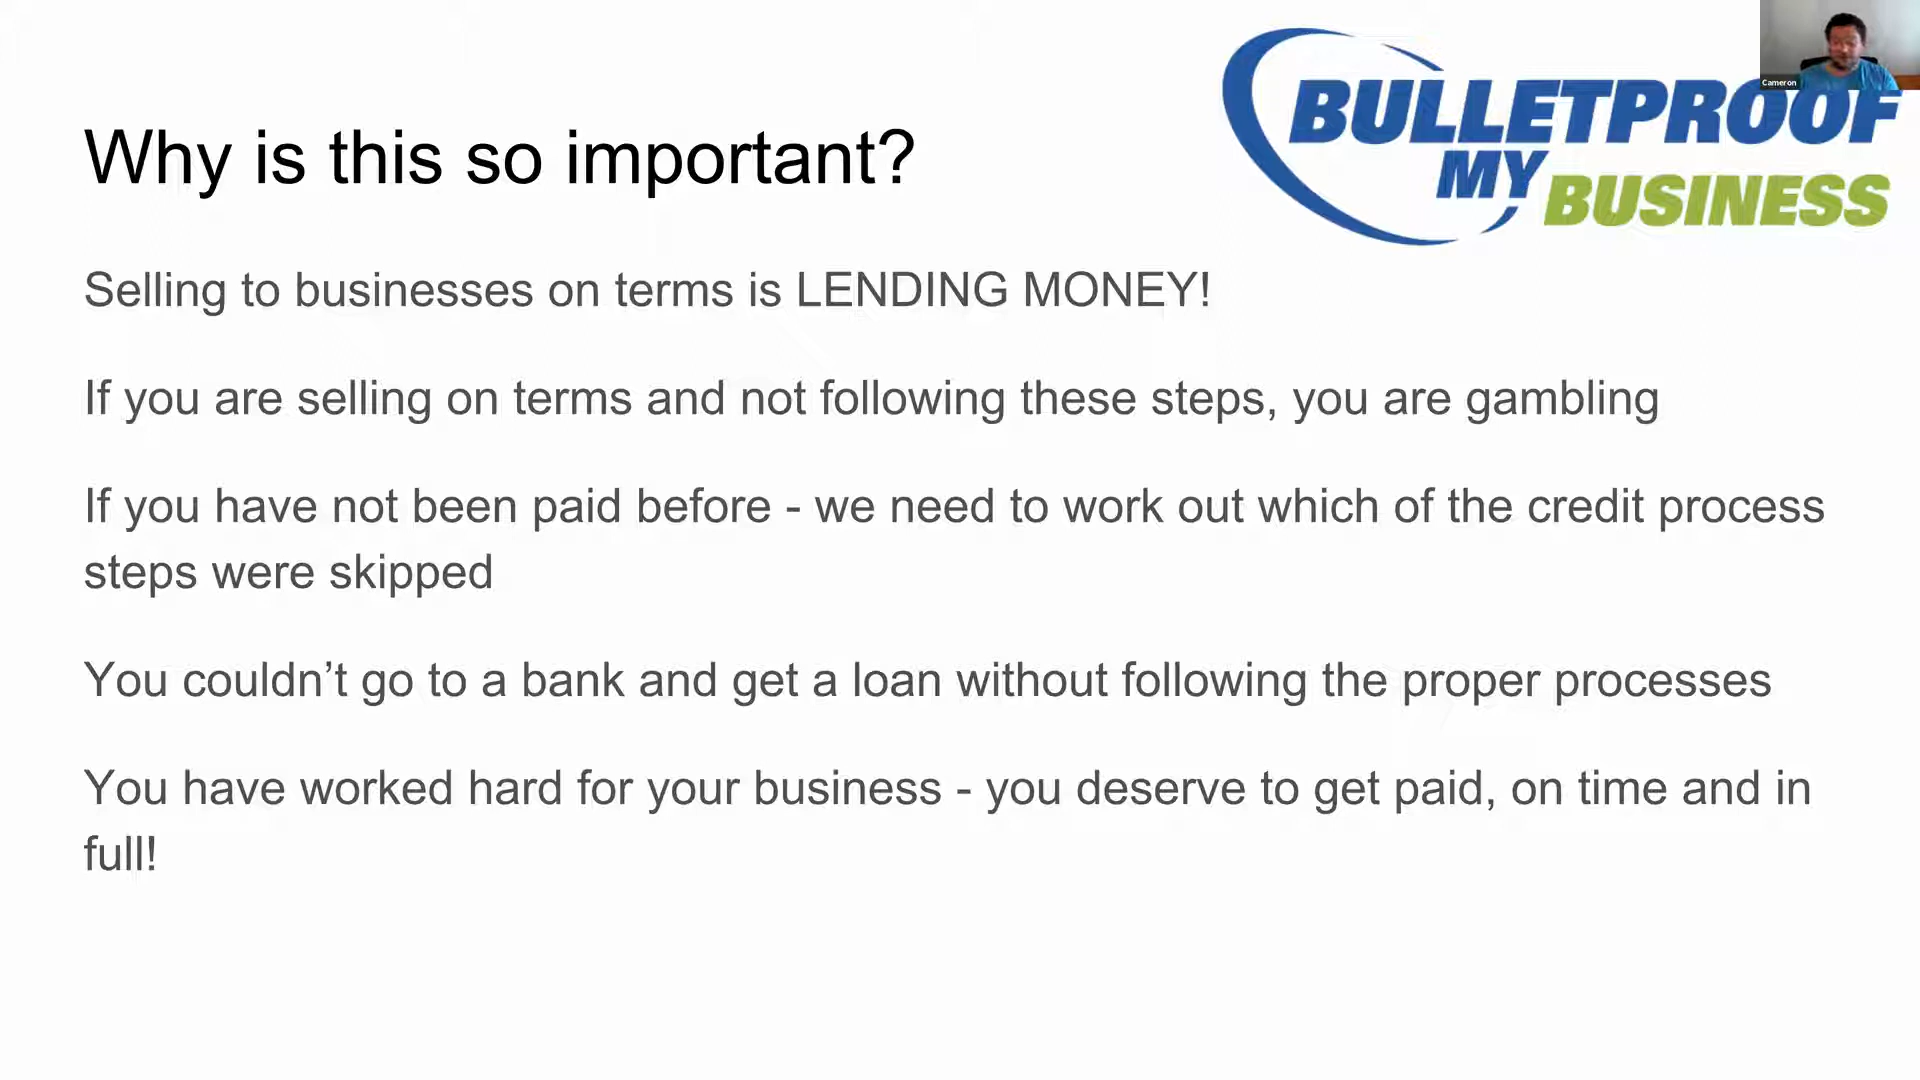 Cameron
BULLETPROOF
MY
BUSINESS
Why is this so important?
Selling to businesses on terms is LENDING MONEY!
If you are selling on terms and not following these steps, you are gambling
If you have not been paid before - we need to work out which of the credit process
steps were skipped
You couldn’t go to a bank and get a loan without following the proper processes
You have worked hard for your business - you deserve to get paid, on time and in
full!